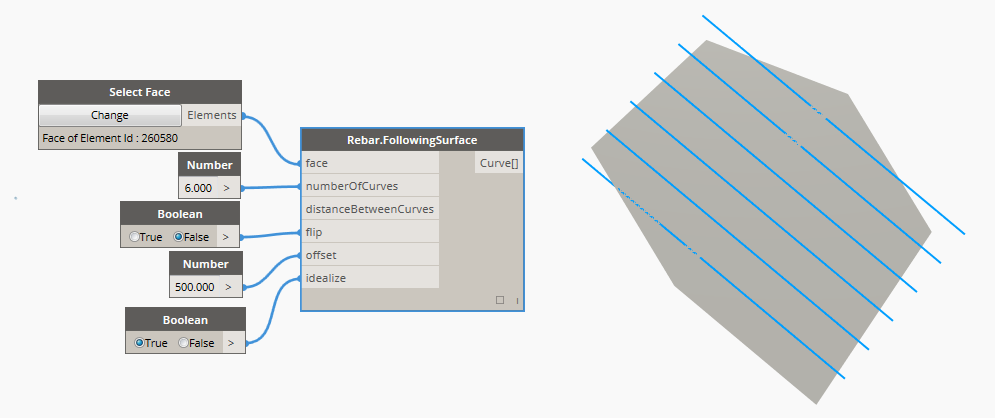 Select Face
Change Elements
Face of Element Id : 260580
Number
6.000 >
Boolean
True False >
Number
500.000 >
Boolean
True False >
Rebar.FollowingSurface
face Curve[]
numberOfCurves
distanceBetweenCurves
flip
offset
idealize